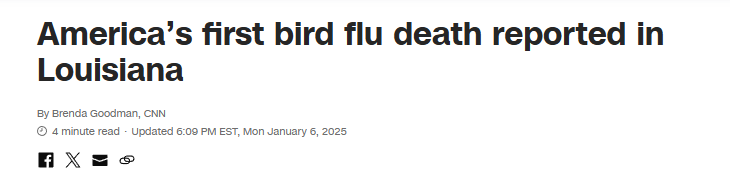 America’s first bird flu death reported in
Louisiana
By Brenda Goodman, CNN
4 minute read · Updated 6:09 PM EST, Mon January 6, 2025